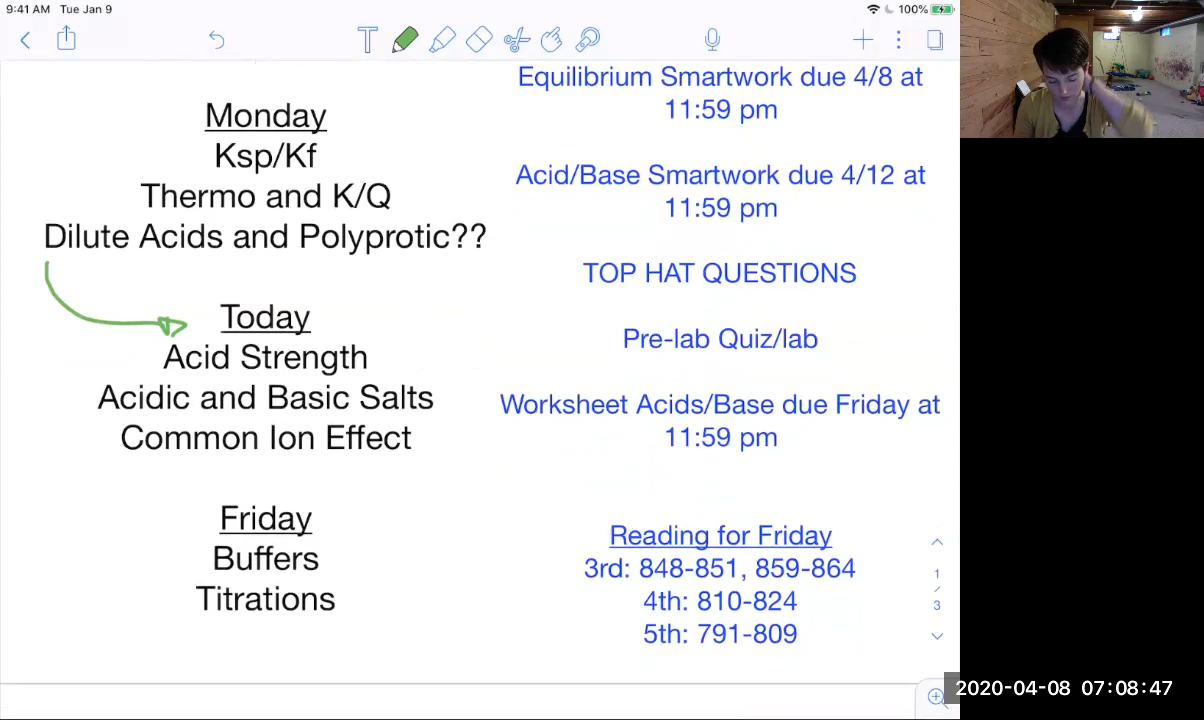 9:41 AM Tue Jan 9
100%
T
Monday
Ksp/Kf
Thermo and K/Q
Dilute Acids and Polyprotic??
Today
Acid Strength
Acidic and Basic Salts
Common Ion Effect
Friday
Buffers
Titrations
Equilibrium Smartwork due 4/8 at
11:59 pm
Acid/Base Smartwork due 4/12 at
11:59 pm
TOP HAT QUESTIONS
Pre-lab Quiz/lab
Worksheet Acids/Base due Friday at
11:59 pm
Reading for Friday
3rd: 848-851, 859-864
4th: 810-824
5th: 791-809
1
/
3
2020-04-08 07:08:47